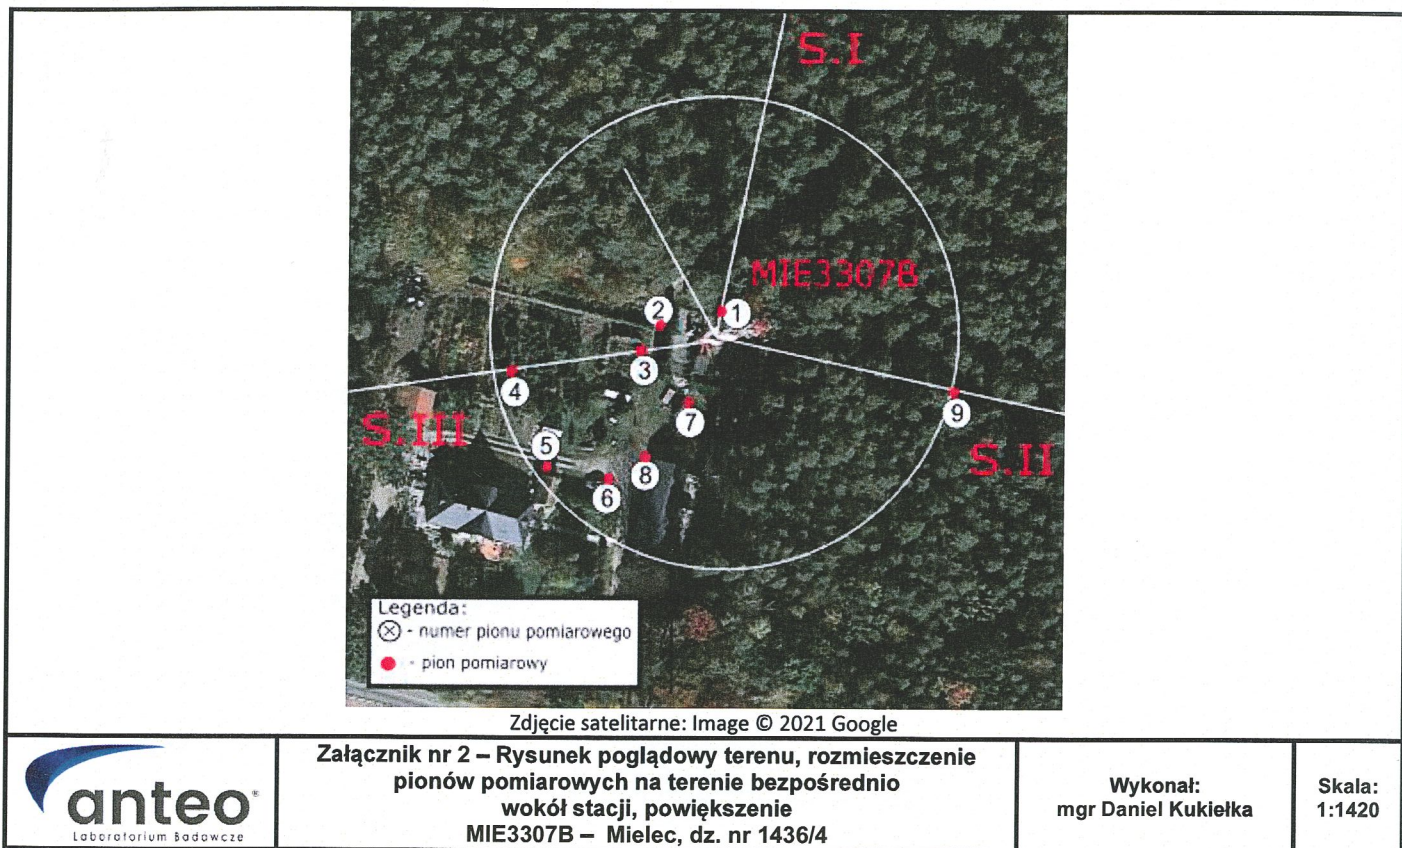 S.I
MIE3307B
1
2
3
4
9
7
S.III
S.II
5
8
6
Legenda:
- numer pionu pomiarowego
- pion pomiarowy
Zdjęcie satelitarne: Image © 2021 Google
anteo®
Laboratorium Badawcze
Załącznik nr 2 – Rysunek poglądowy terenu, rozmieszczenie
pionów pomiarowych na terenie bezpośrednio
wokół stacji, powiększenie
MIE3307B – Mielec, dz. nr 1436/4
Wykonał:
mgr Daniel Kukiełka
Skala:
1:1420